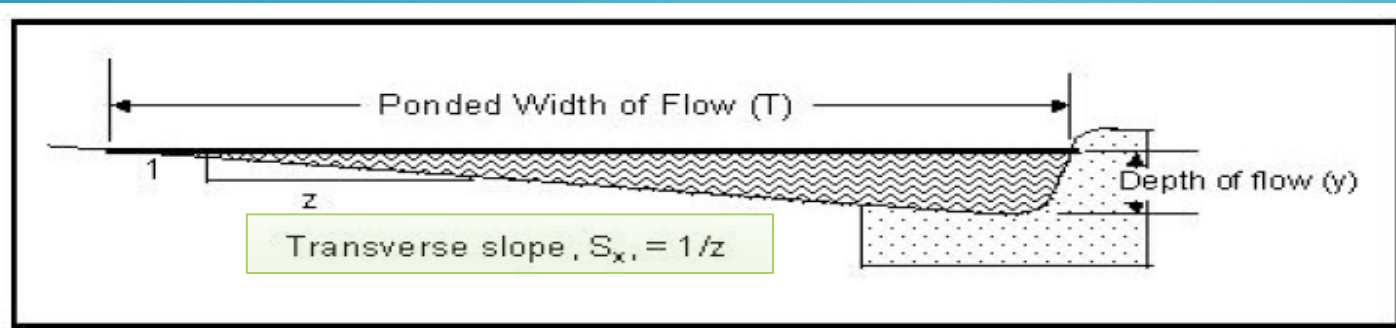 Ponded Width of Flow (T)
1
Depth of flow (y)
z
Transverse slope, Sₓ, = 1/z